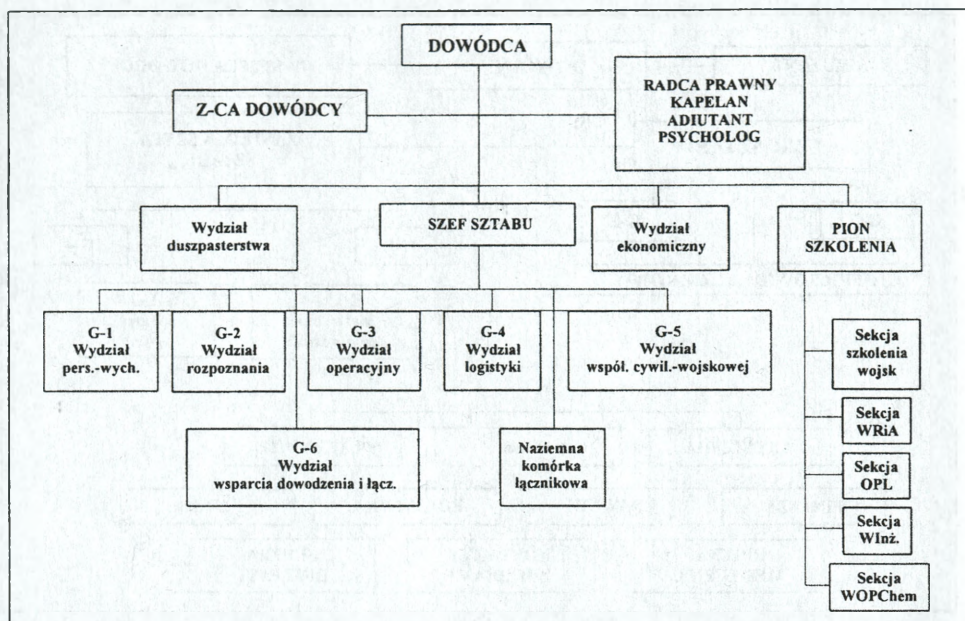 DOWÓDCA
Z-CA DOWÓDCY
RADCA PRAWNY
KAPELAN
ADIUTANT
PSYCHOLOG
Wydział
duszpasterstwa
SZEF SZTABU
Wydział
ekonomiczny
PION
SZKOLENIA
G-1
Wydział
pers.-wych.
G-2
Wydział
rozpoznania
G-3
Wydział
operacyjny
G-4
Wydział
logistyki
G-5
Wydział
współ. cywil.-wojskowej
G-6
Wydział
wsparcia dowodzenia i łącz.
Naziemna
komórka
łącznikowa
Sekcja
szkolenia
wojsk
Sekcja
WRiA
Sekcja
OPL
Sekcja
WInż.
Sekcja
WOPChem